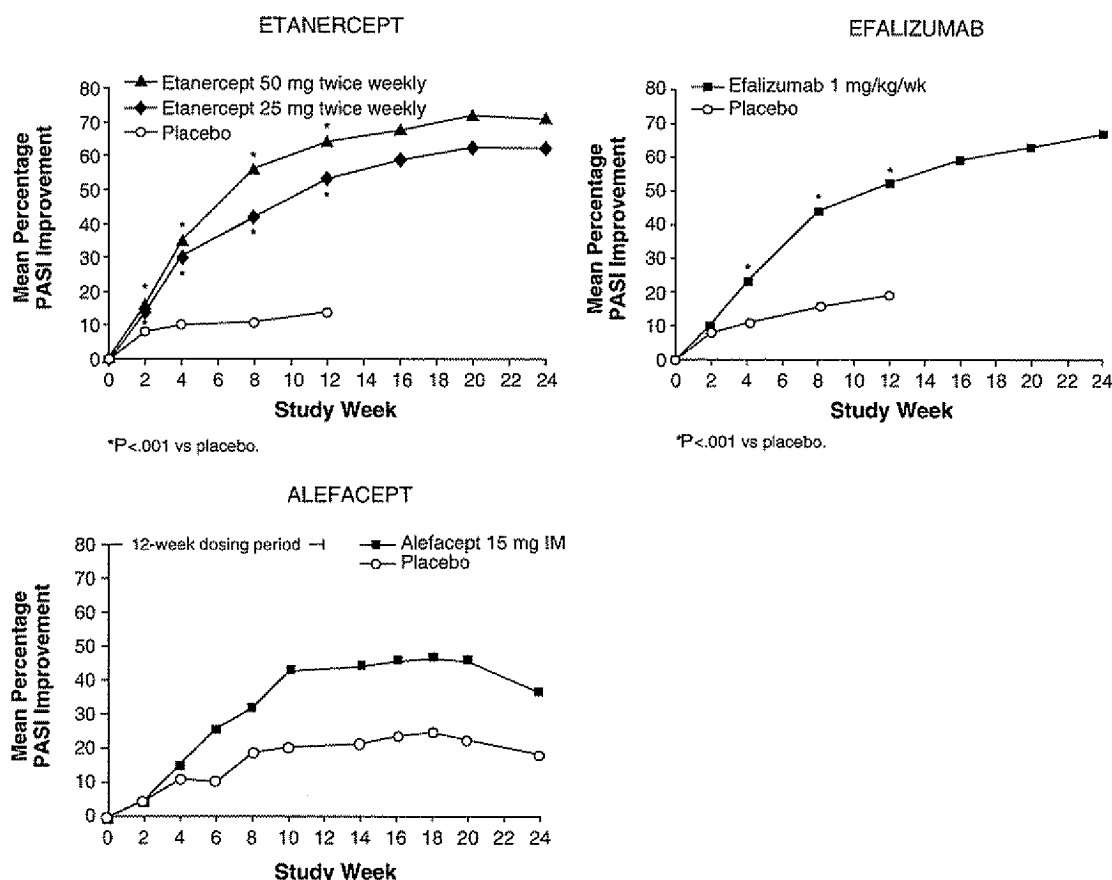 ETANERCEPT
Etanercept 50 mg twice weekly
Etanercept 25 mg twice weekly
Placebo
Mean Percentage
PASI Improvement
80
70
60
50
40
30
20
10
0
* * * *
* * * *
0 2 4 6 8 10 12 14 16 18 20 22 24
Study Week
*P<.001 vs placebo.
EFALIZUMAB
Efalizumab 1 mg/kg/wk
Placebo
Mean Percentage
PASI Improvement
80
70
60
50
40
30
20
10
0
* * *
0 2 4 6 8 10 12 14 16 18 20 22 24
Study Week
*P<.001 vs placebo.
ALEFACEPT
12-week dosing period
Alefacept 15 mg IM
Placebo
Mean Percentage
PASI Improvement
80
70
60
50
40
30
20
10
0
0 2 4 6 8 10 12 14 16 18 20 22 24
Study Week